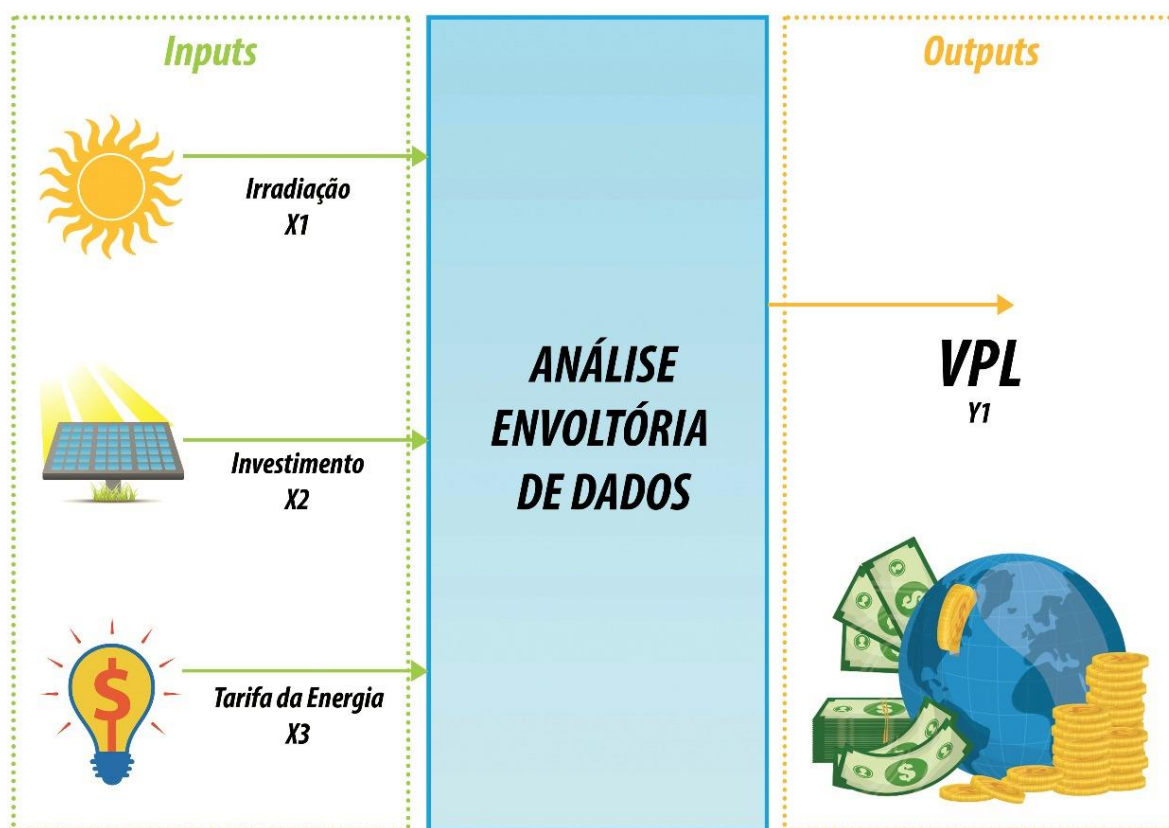 Inputs
Irradiação
X1
Investimento
X2
Tarifa da Energia
X3
ANÁLISE
ENVOLTÓRIA
DE DADOS
Outputs
VPL
Y1